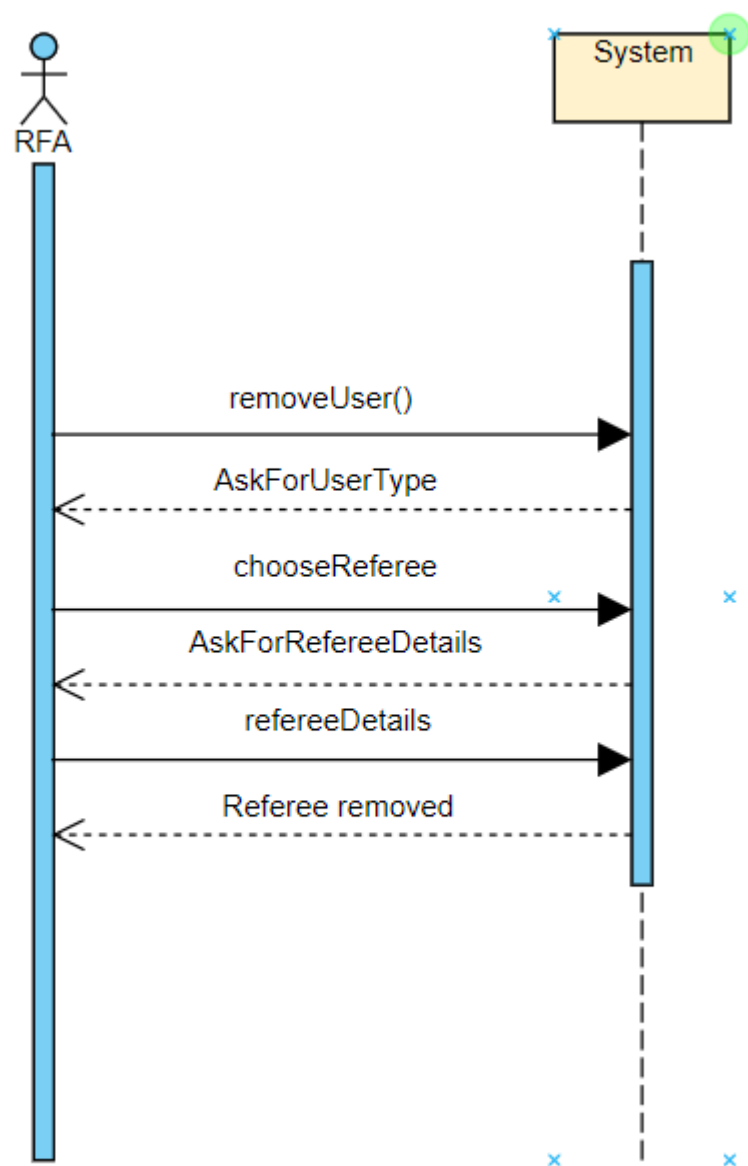 System
RFA
removeUser()
AskForUserType
chooseReferee
AskForRefereeDetails
refereeDetails
Referee removed